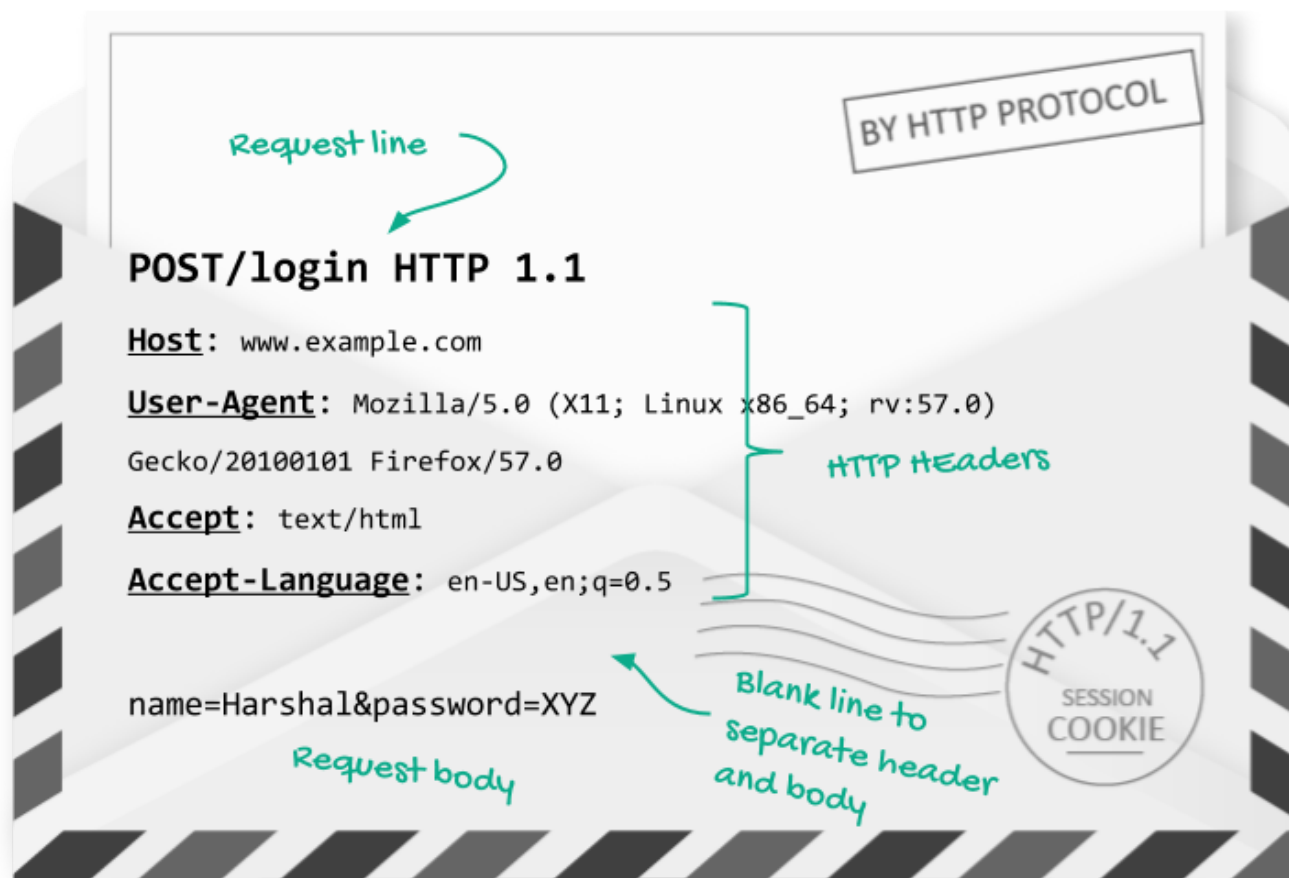 BY HTTP PROTOCOL
Request line
POST/login HTTP 1.1
Host: www.example.com
User-Agent: Mozilla/5.0 (X11; Linux x86_64; rv:57.0)
Gecko/20100101 Firefox/57.0
HTTP HEaders
Accept: text/html
Accept-Language: en-US,en;q=0.5
HTTP/1.1
SESSION
COOKIE
Blank line to
separate header
and body
name=Harshal&password=XYZ
Request body